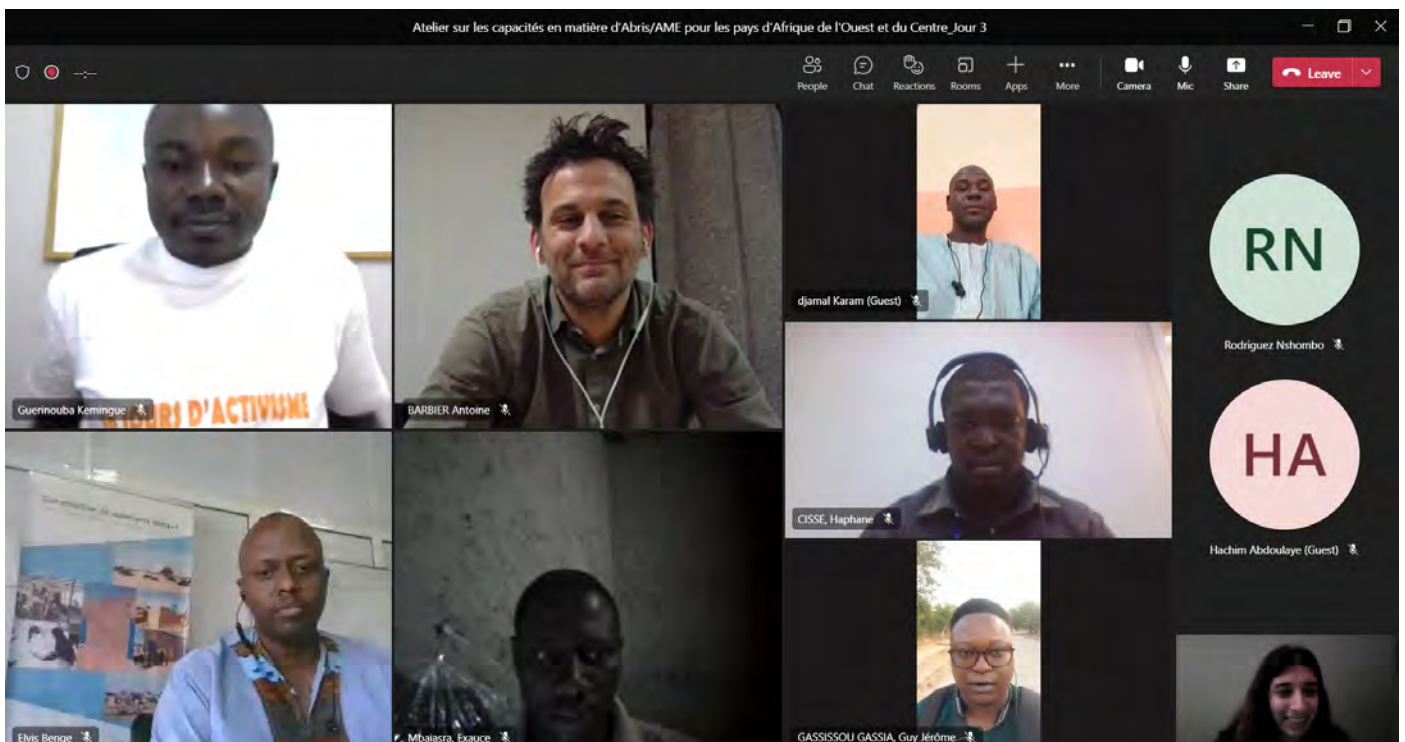 Atelier sur les capacités en matière d'Abris/AME pour les pays d'Afrique de l'Ouest et du Centre_Jour 3
--:--
People
Chat
Reactions
Rooms
Apps
More
Camera
Mic
Share
Leave
JOURS D'ACTIVISME
Guerinouba Kemingue
BARBIER Antoine
djamal Karam (Guest)
RN
Rodriguez Nshombo
CISSE, Haphane
HA
Hachim Abdoulaye (Guest)
Elvis Benge
Mbaiasra, Exauce
GASSISSOU GASSIA, Guy Jérôme